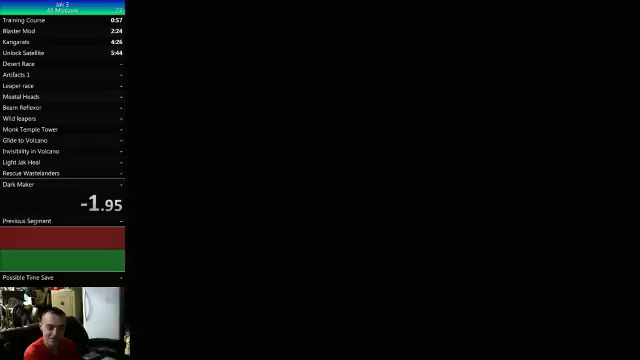 Jak 3
All Missions 75
Training Course 0:57
Blaster Mod 2:24
Kangarats 4:26
Unlock Satellite 5:44
Desert Race -
Artifacts 1 -
Leaper race -
Meatal Heads -
Beam Reflexor -
Wild leapers -
Monk Temple Tower -
Glide to Volcano -
Invisibility in Volcano -
Light Jak Heal -
Rescue Wastelanders -
Dark Maker -
-1.95
Previous Segment -
Possible Time Save -